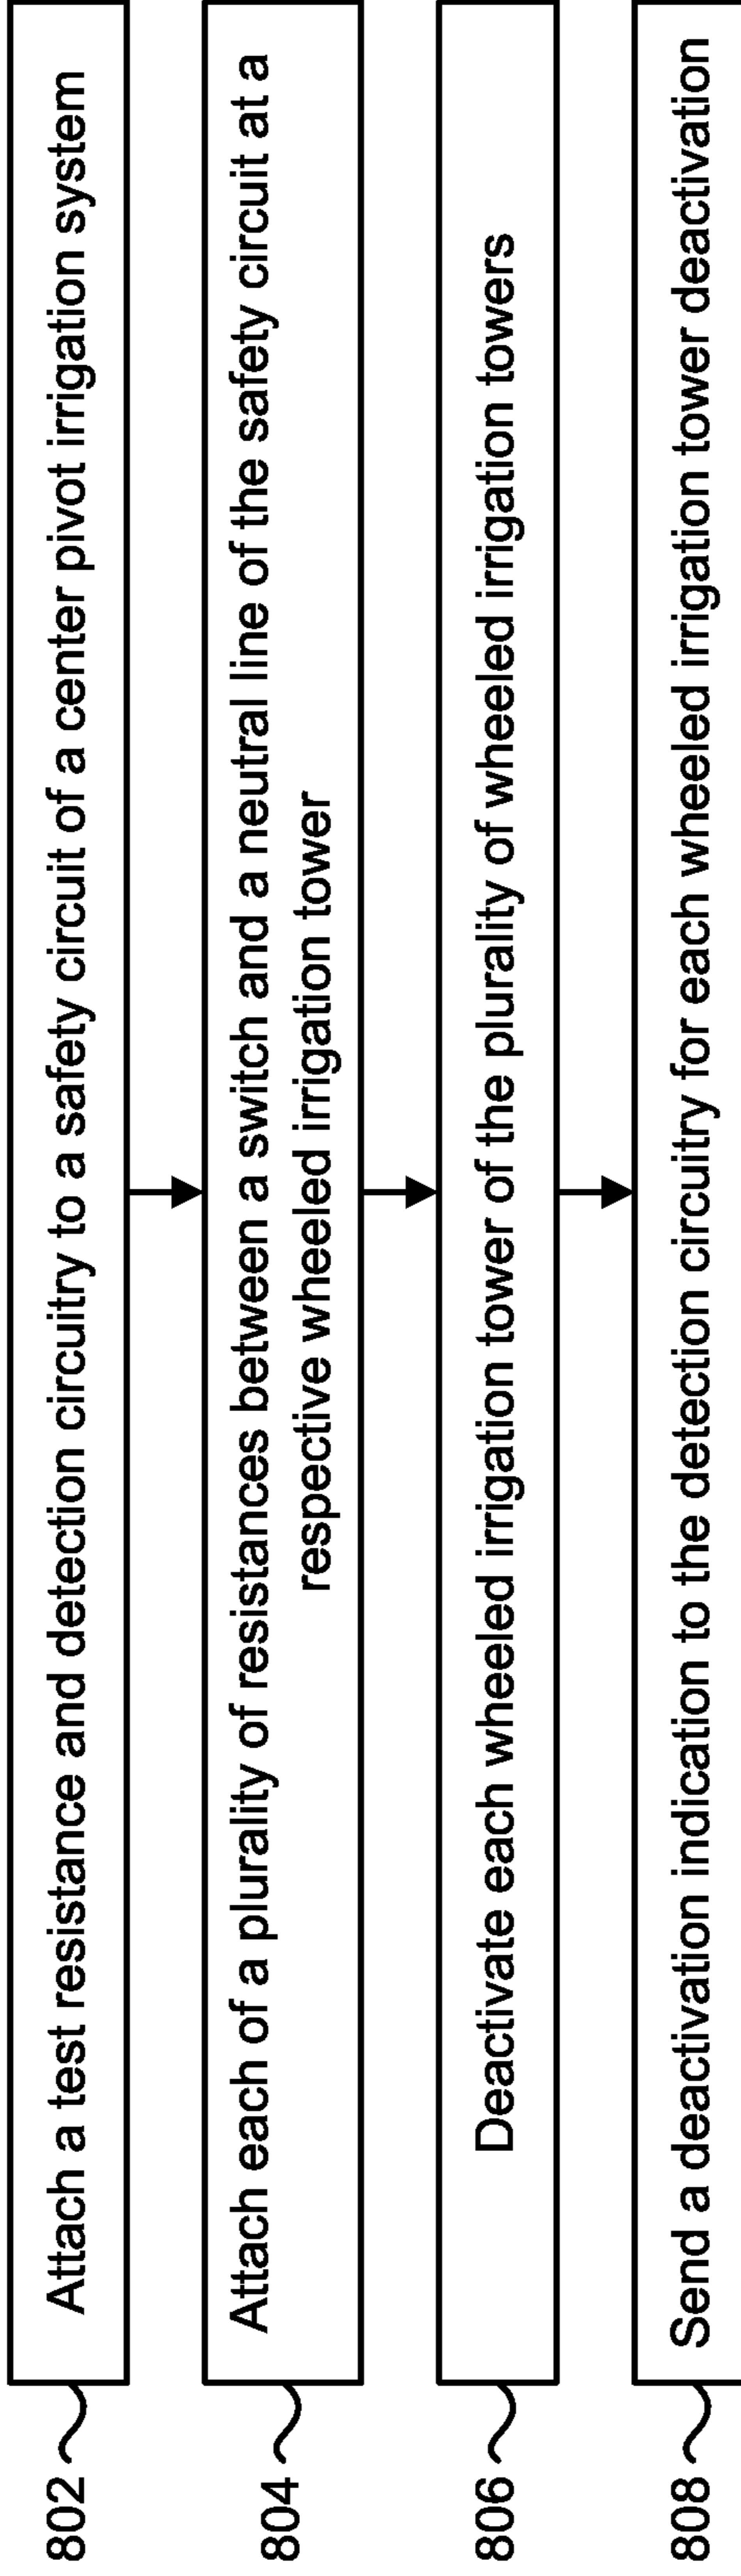 802
Attach a test resistance and detection circuitry to a safety circuit of a center pivot irrigation system
804
Attach each of a plurality of resistances between a switch and a neutral line of the safety circuit at a
respective wheeled irrigation tower
806
Deactivate each wheeled irrigation tower of the plurality of wheeled irrigation towers
808
Send a deactivation indication to the detection circuitry for each wheeled irrigation tower deactivation